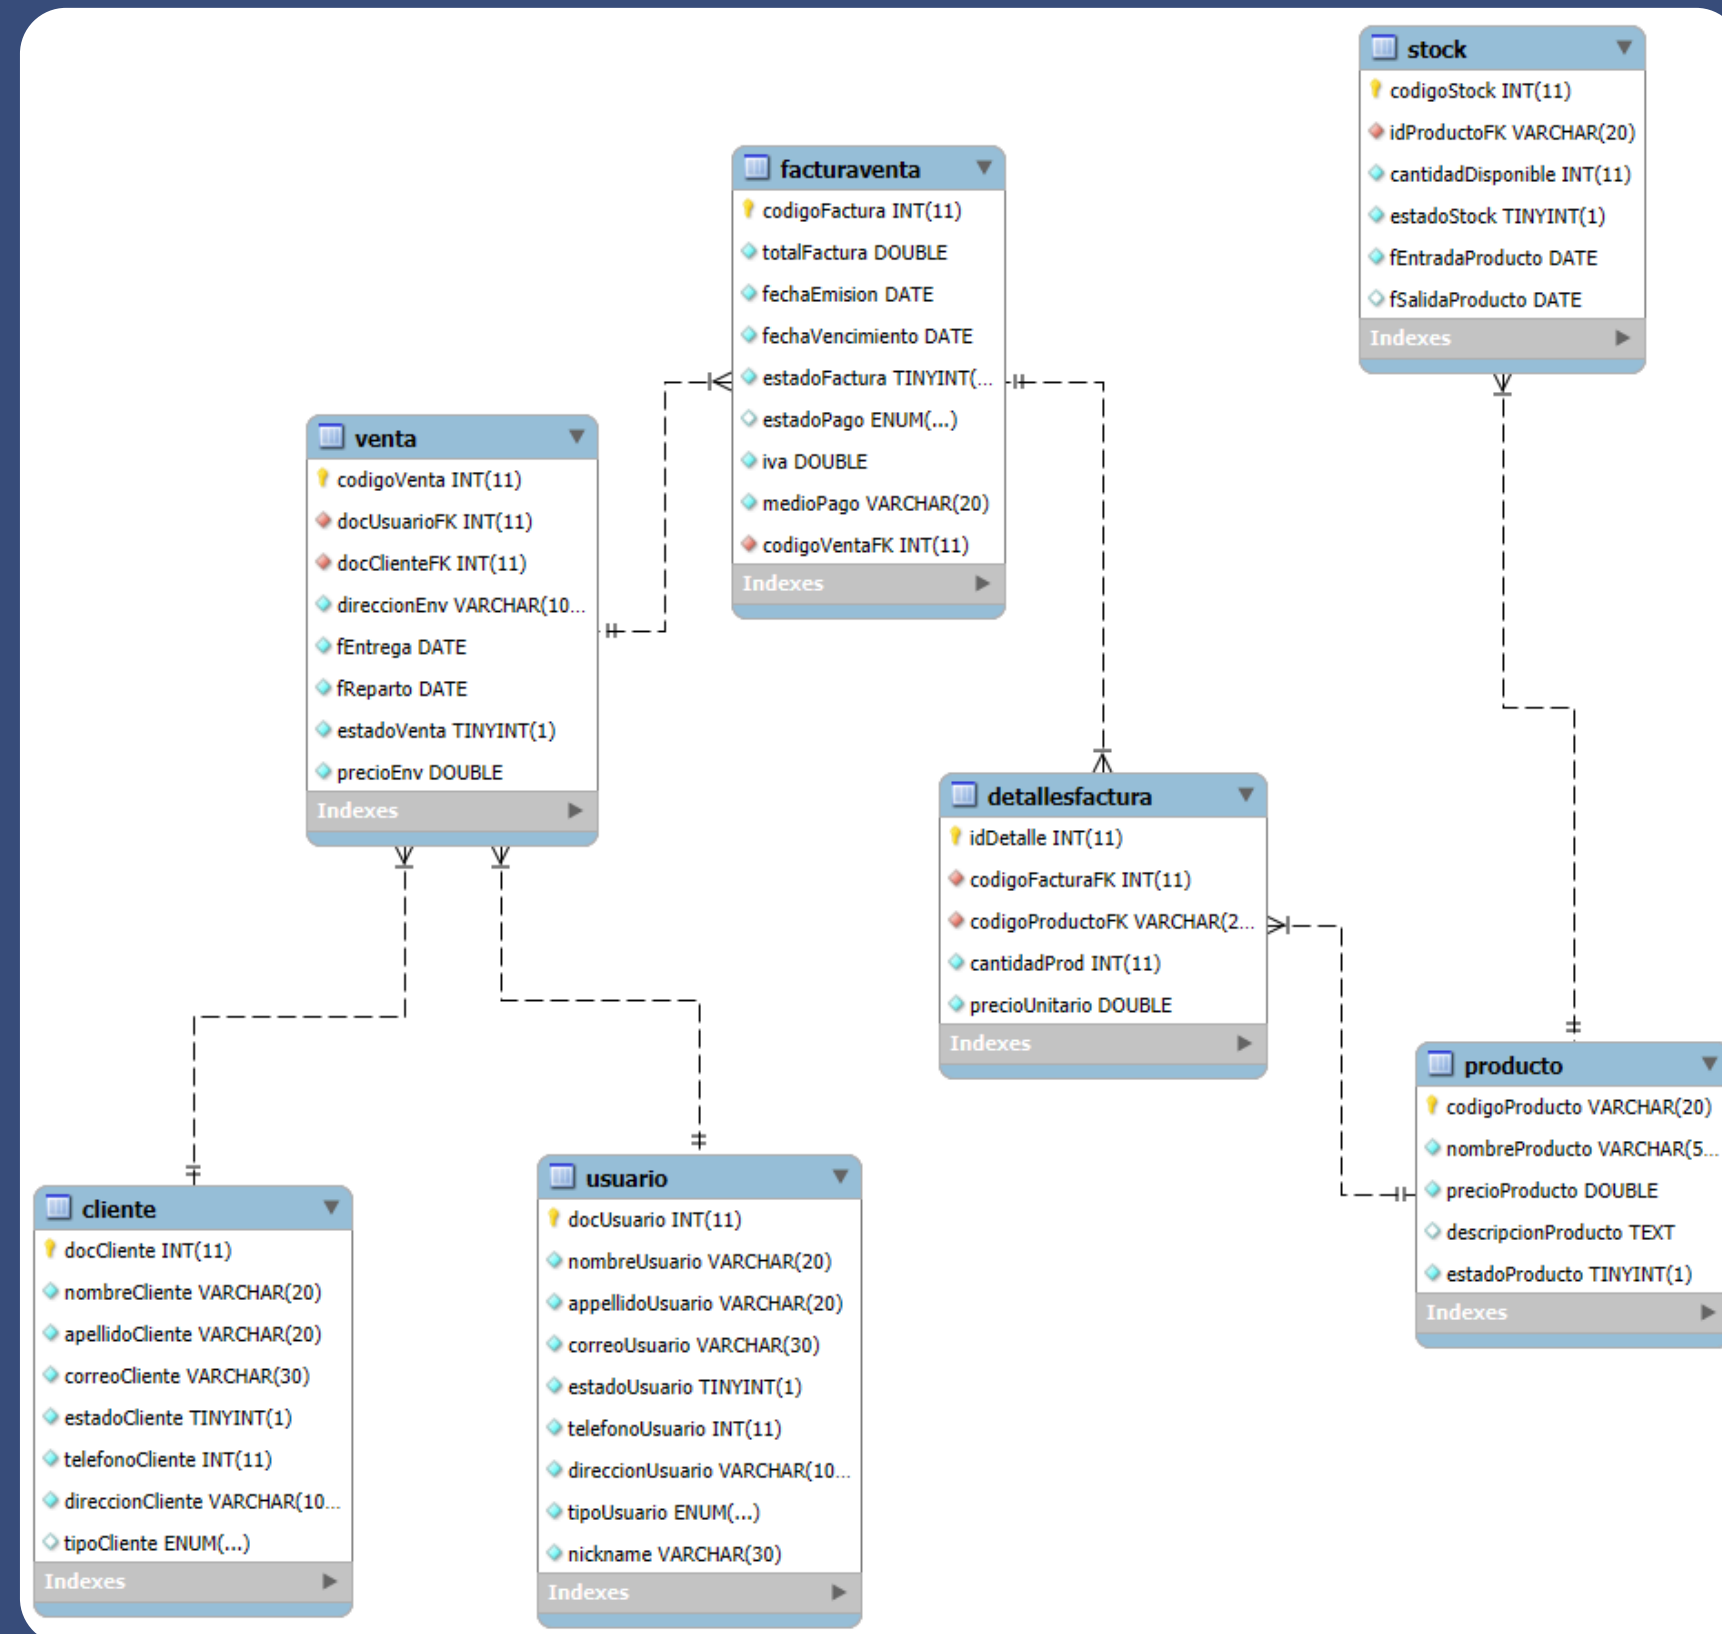 stock
codigoStock INT(11)
idProductoFK VARCHAR(20)
cantidadDisponible INT(11)
estadoStock TINYINT(1)
fEntradaProducto DATE
fSalidaProducto DATE
Indexes
facturaventa
codigoFactura INT(11)
totalFactura DOUBLE
fechaEmision DATE
fechaVencimiento DATE
estadoFactura TINYINT(...
estadoPago ENUM(...)
iva DOUBLE
medioPago VARCHAR(20)
codigoVentaFK INT(11)
Indexes
venta
codigoVenta INT(11)
docUsuarioFK INT(11)
docClienteFK INT(11)
direccionEnv VARCHAR(10...
fEntrega DATE
fReparto DATE
estadoVenta TINYINT(1)
precioEnv DOUBLE
Indexes
detallesfactura
idDetalle INT(11)
codigoFacturaFK INT(11)
codigoProductoFK VARCHAR(2...
cantidadProd INT(11)
precioUnitario DOUBLE
Indexes
producto
codigoProducto VARCHAR(20)
nombreProducto VARCHAR(5...
precioProducto DOUBLE
descripcionProducto TEXT
estadoProducto TINYINT(1)
Indexes
cliente
docCliente INT(11)
nombreCliente VARCHAR(20)
apellidoCliente VARCHAR(20)
correoCliente VARCHAR(30)
estadoCliente TINYINT(1)
telefonoCliente INT(11)
direccionCliente VARCHAR(10...
tipoCliente ENUM(...)
Indexes
usuario
docUsuario INT(11)
nombreUsuario VARCHAR(20)
appellidoUsuario VARCHAR(20)
correoUsuario VARCHAR(30)
estadoUsuario TINYINT(1)
telefonoUsuario INT(11)
direccionUsuario VARCHAR(10...
tipoUsuario ENUM(...)
nickname VARCHAR(30)
Indexes